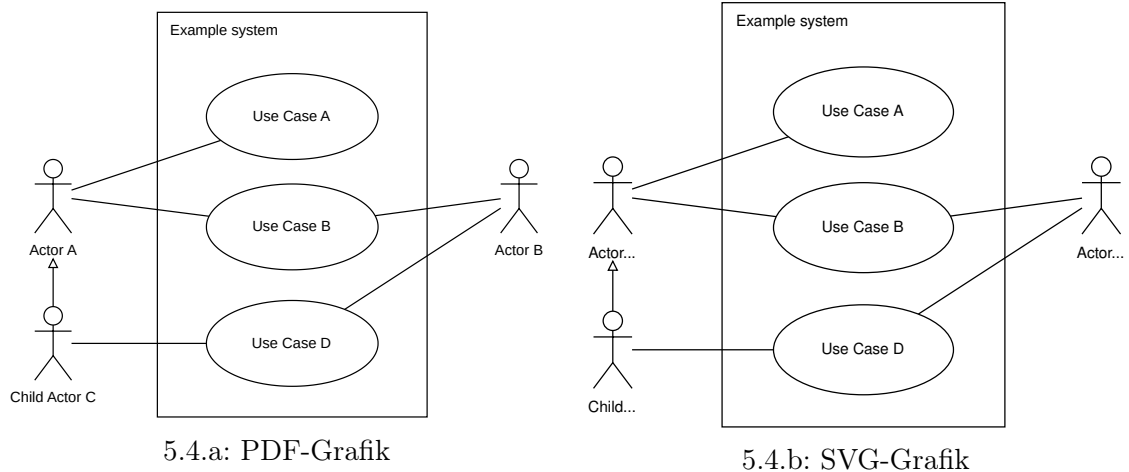 Example system
Use Case A
Actor A
Use Case B
Actor B
Use Case D
Child Actor C
5.4.a: PDF-Grafik
Example system
Use Case A
Actor...
Use Case B
Actor...
Use Case D
Child...
5.4.b: SVG-Grafik